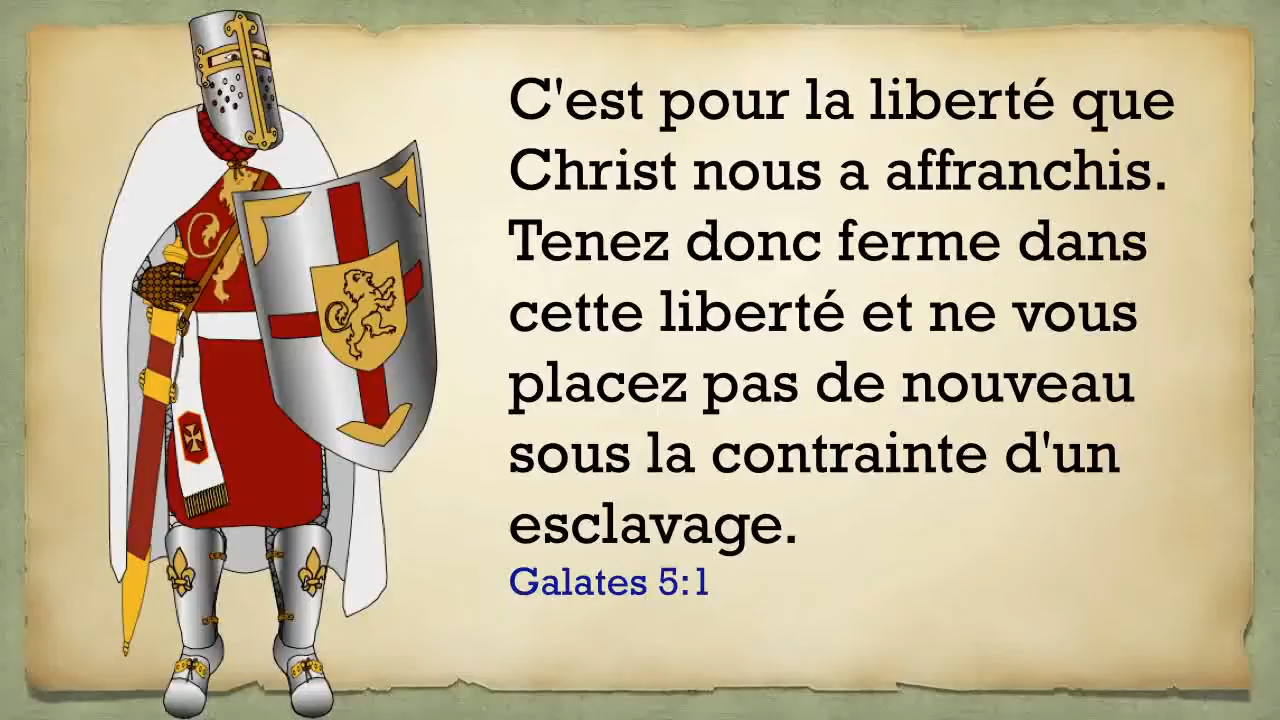 C'est pour la liberté que
Christ nous a affranchis.
Tenez donc ferme dans
cette liberté et ne vous
placez pas de nouveau
sous la contrainte d'un
esclavage.
Galates 5:1